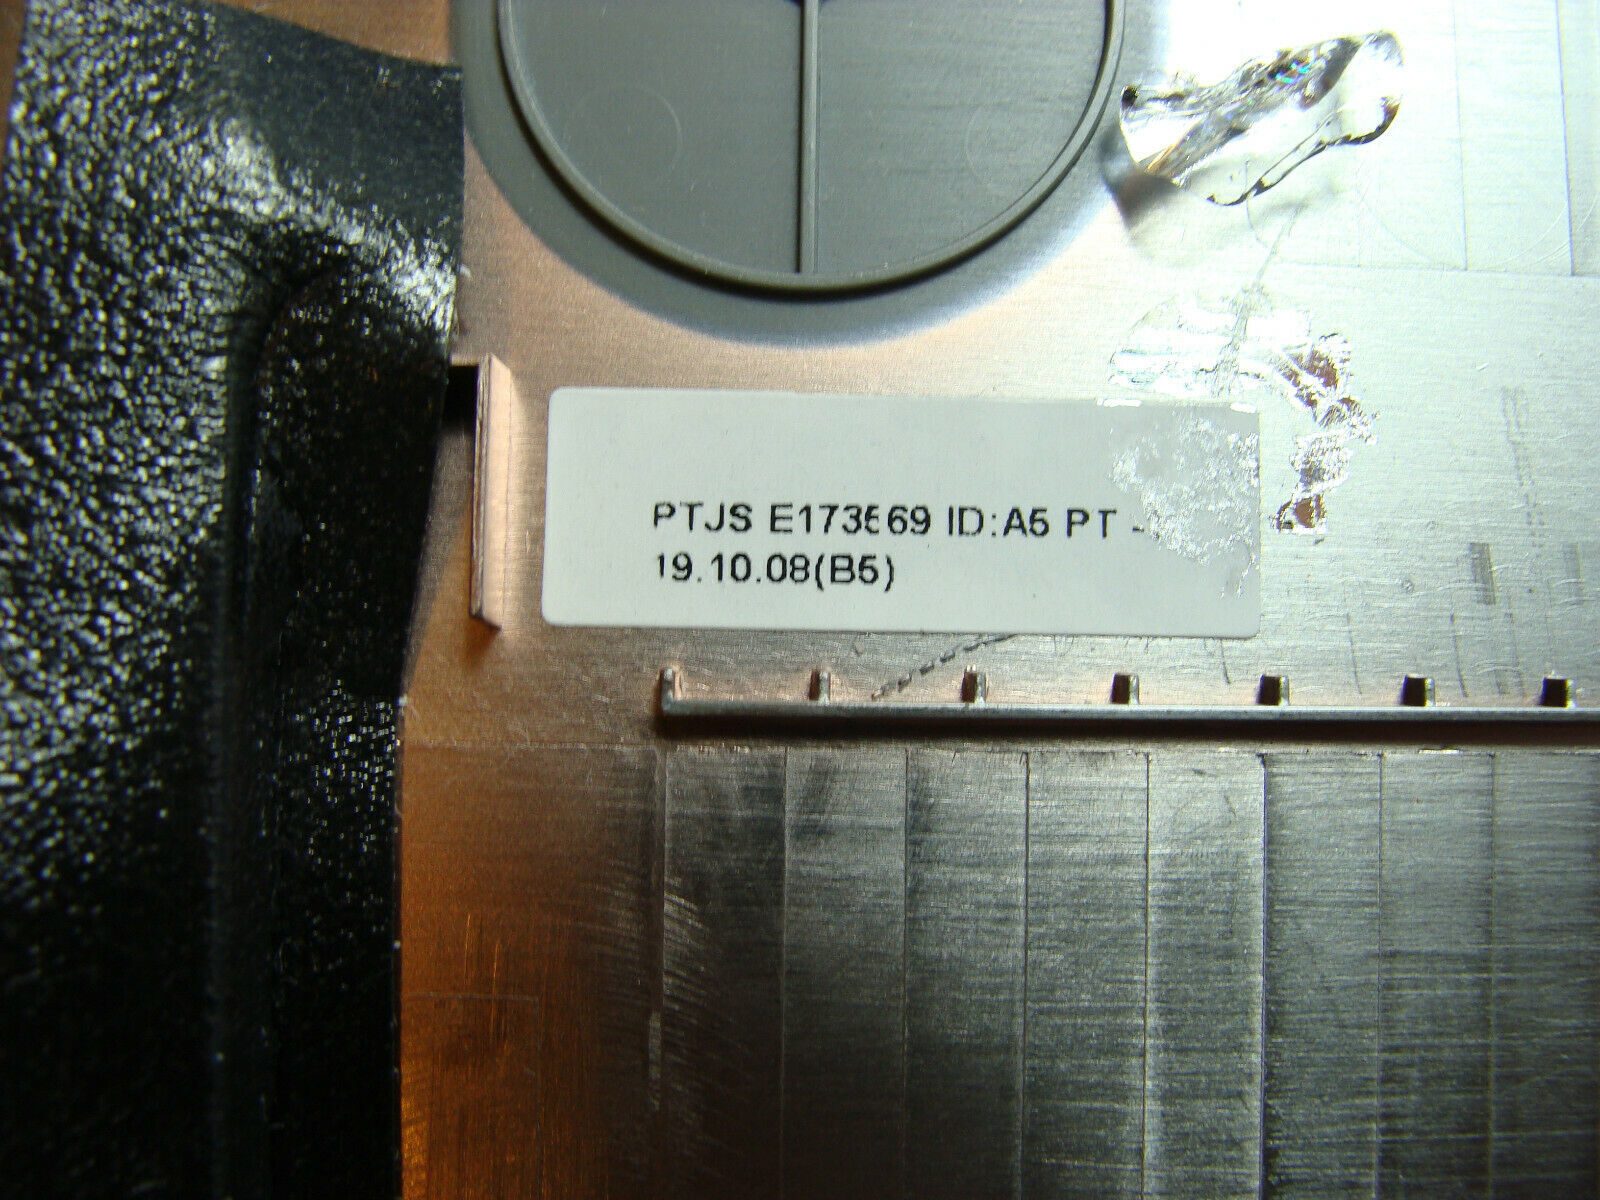 PTJS E173569 ID:A5 PT -
19.10.08(B5)